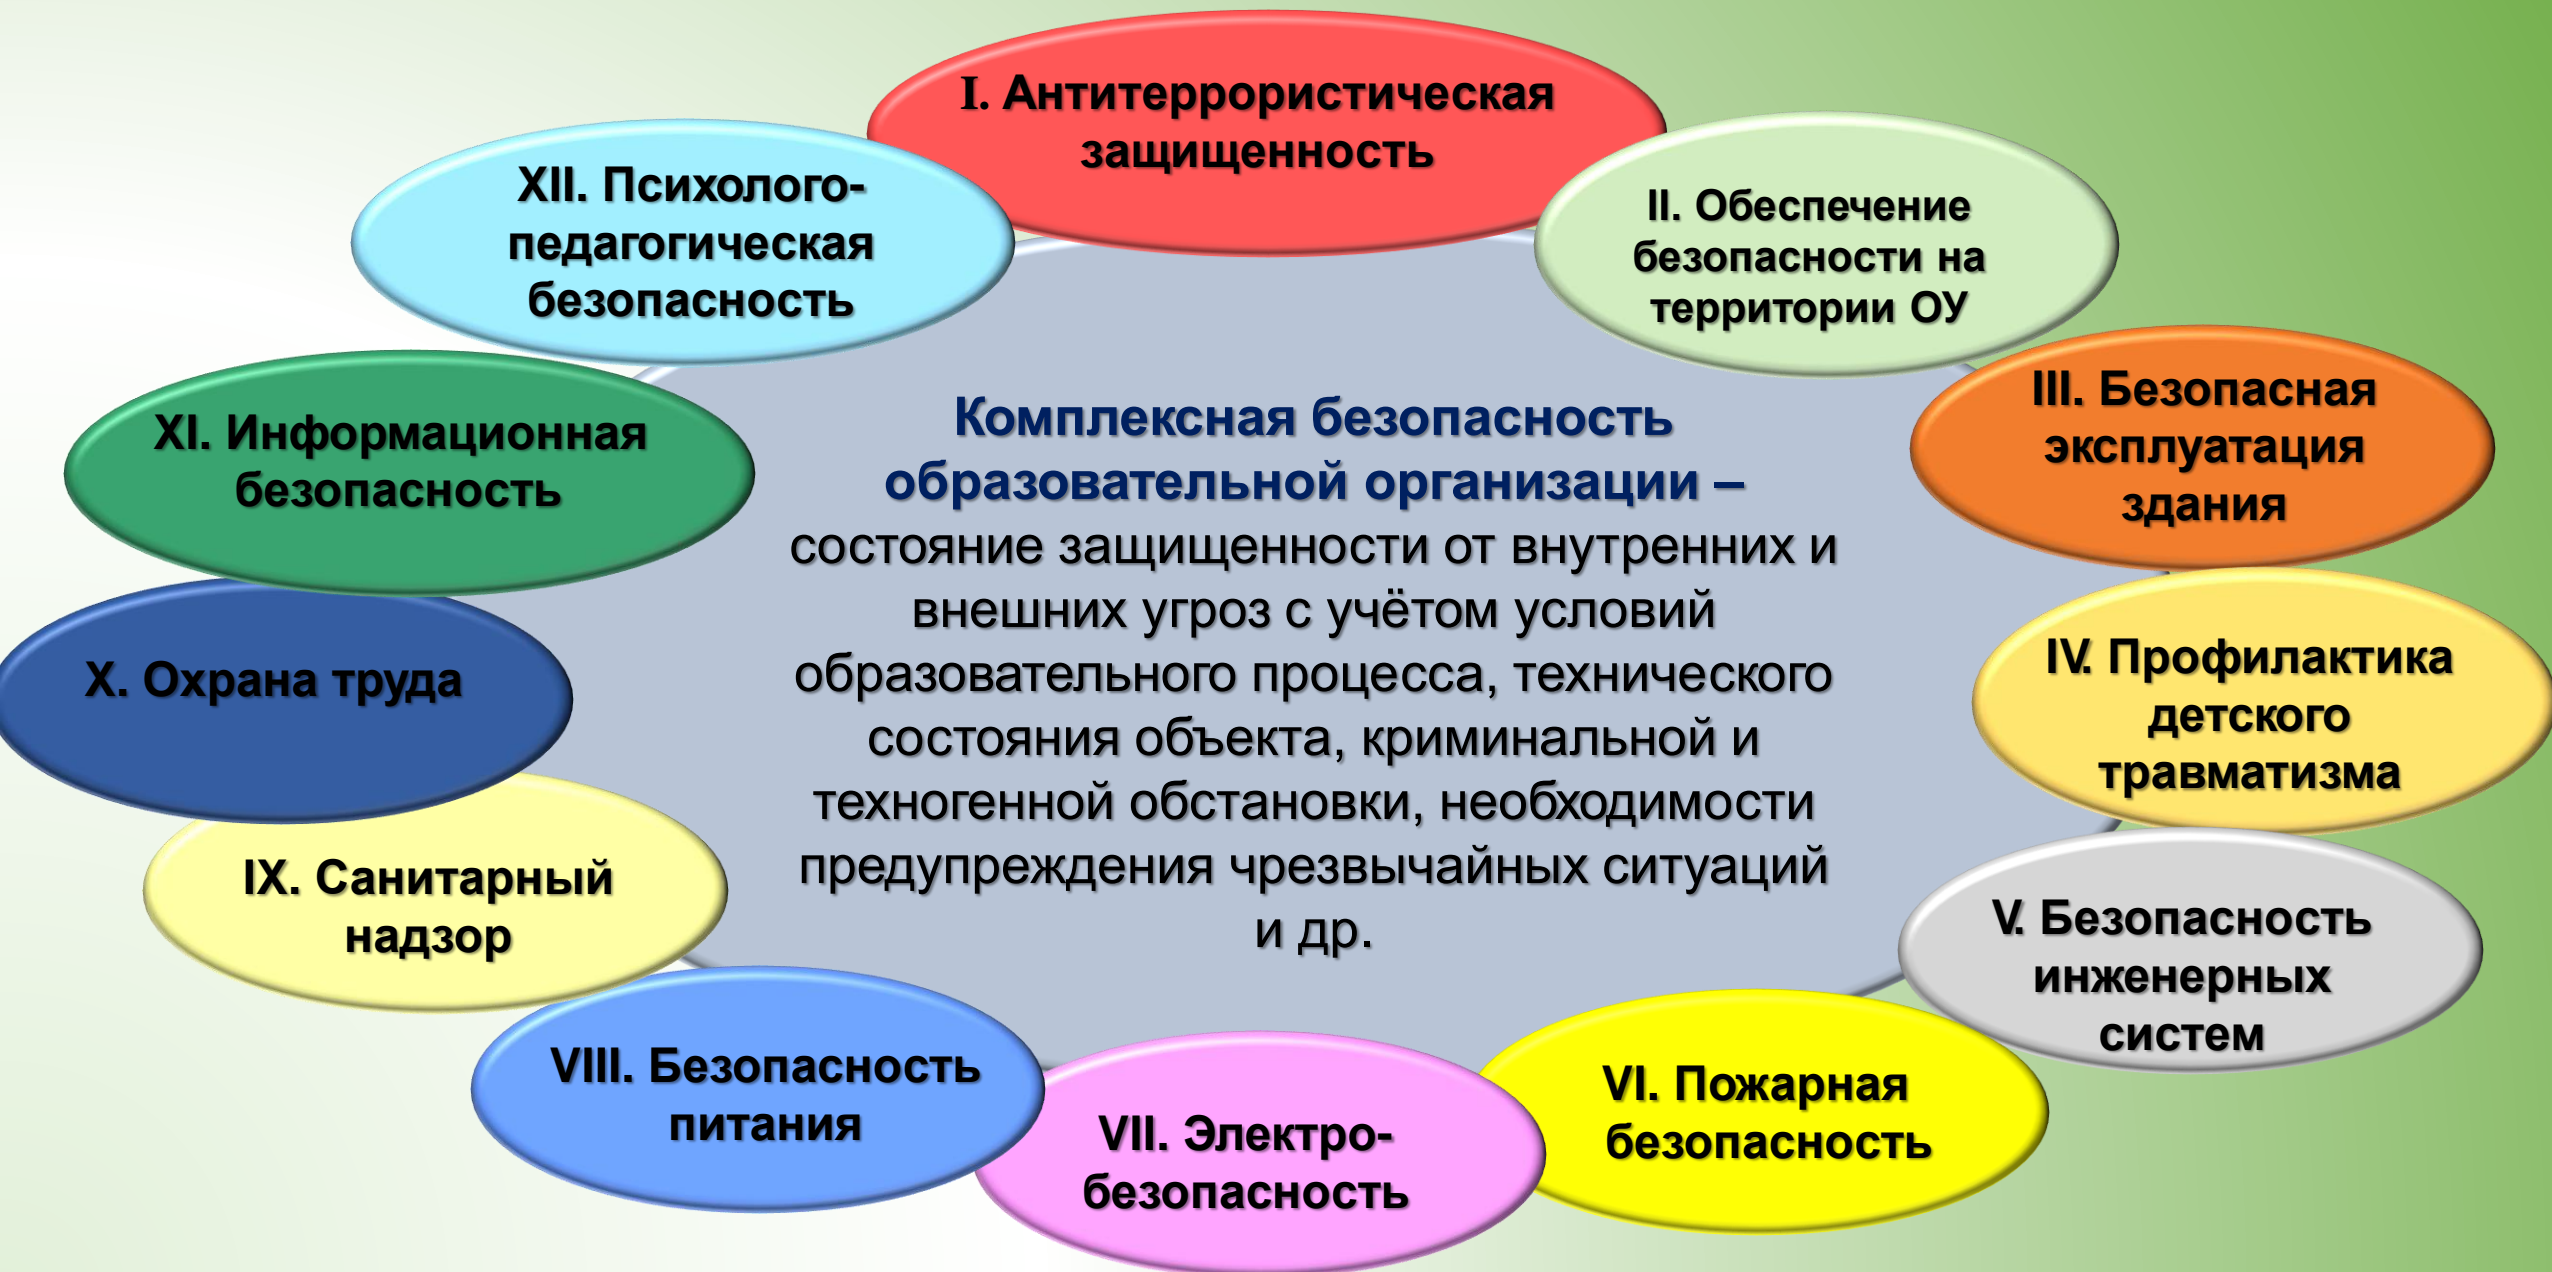 I. Антитеррористическая
защищенность
II. Обеспечение
безопасности на
территории ОУ
III. Безопасная
эксплуатация
здания
IV. Профилактика
детского
травматизма
V. Безопасность
инженерных
систем
VI. Пожарная
безопасность
VII. Электро-
безопасность
VIII. Безопасность
питания
IX. Санитарный
надзор
X. Охрана труда
XI. Информационная
безопасность
XII. Психолого-
педагогическая
безопасность
Комплексная безопасность
образовательной организации –
состояние защищенности от внутренних и
внешних угроз с учётом условий
образовательного процесса, технического
состояния объекта, криминальной и
техногенной обстановки, необходимости
предупреждения чрезвычайных ситуаций
и др.